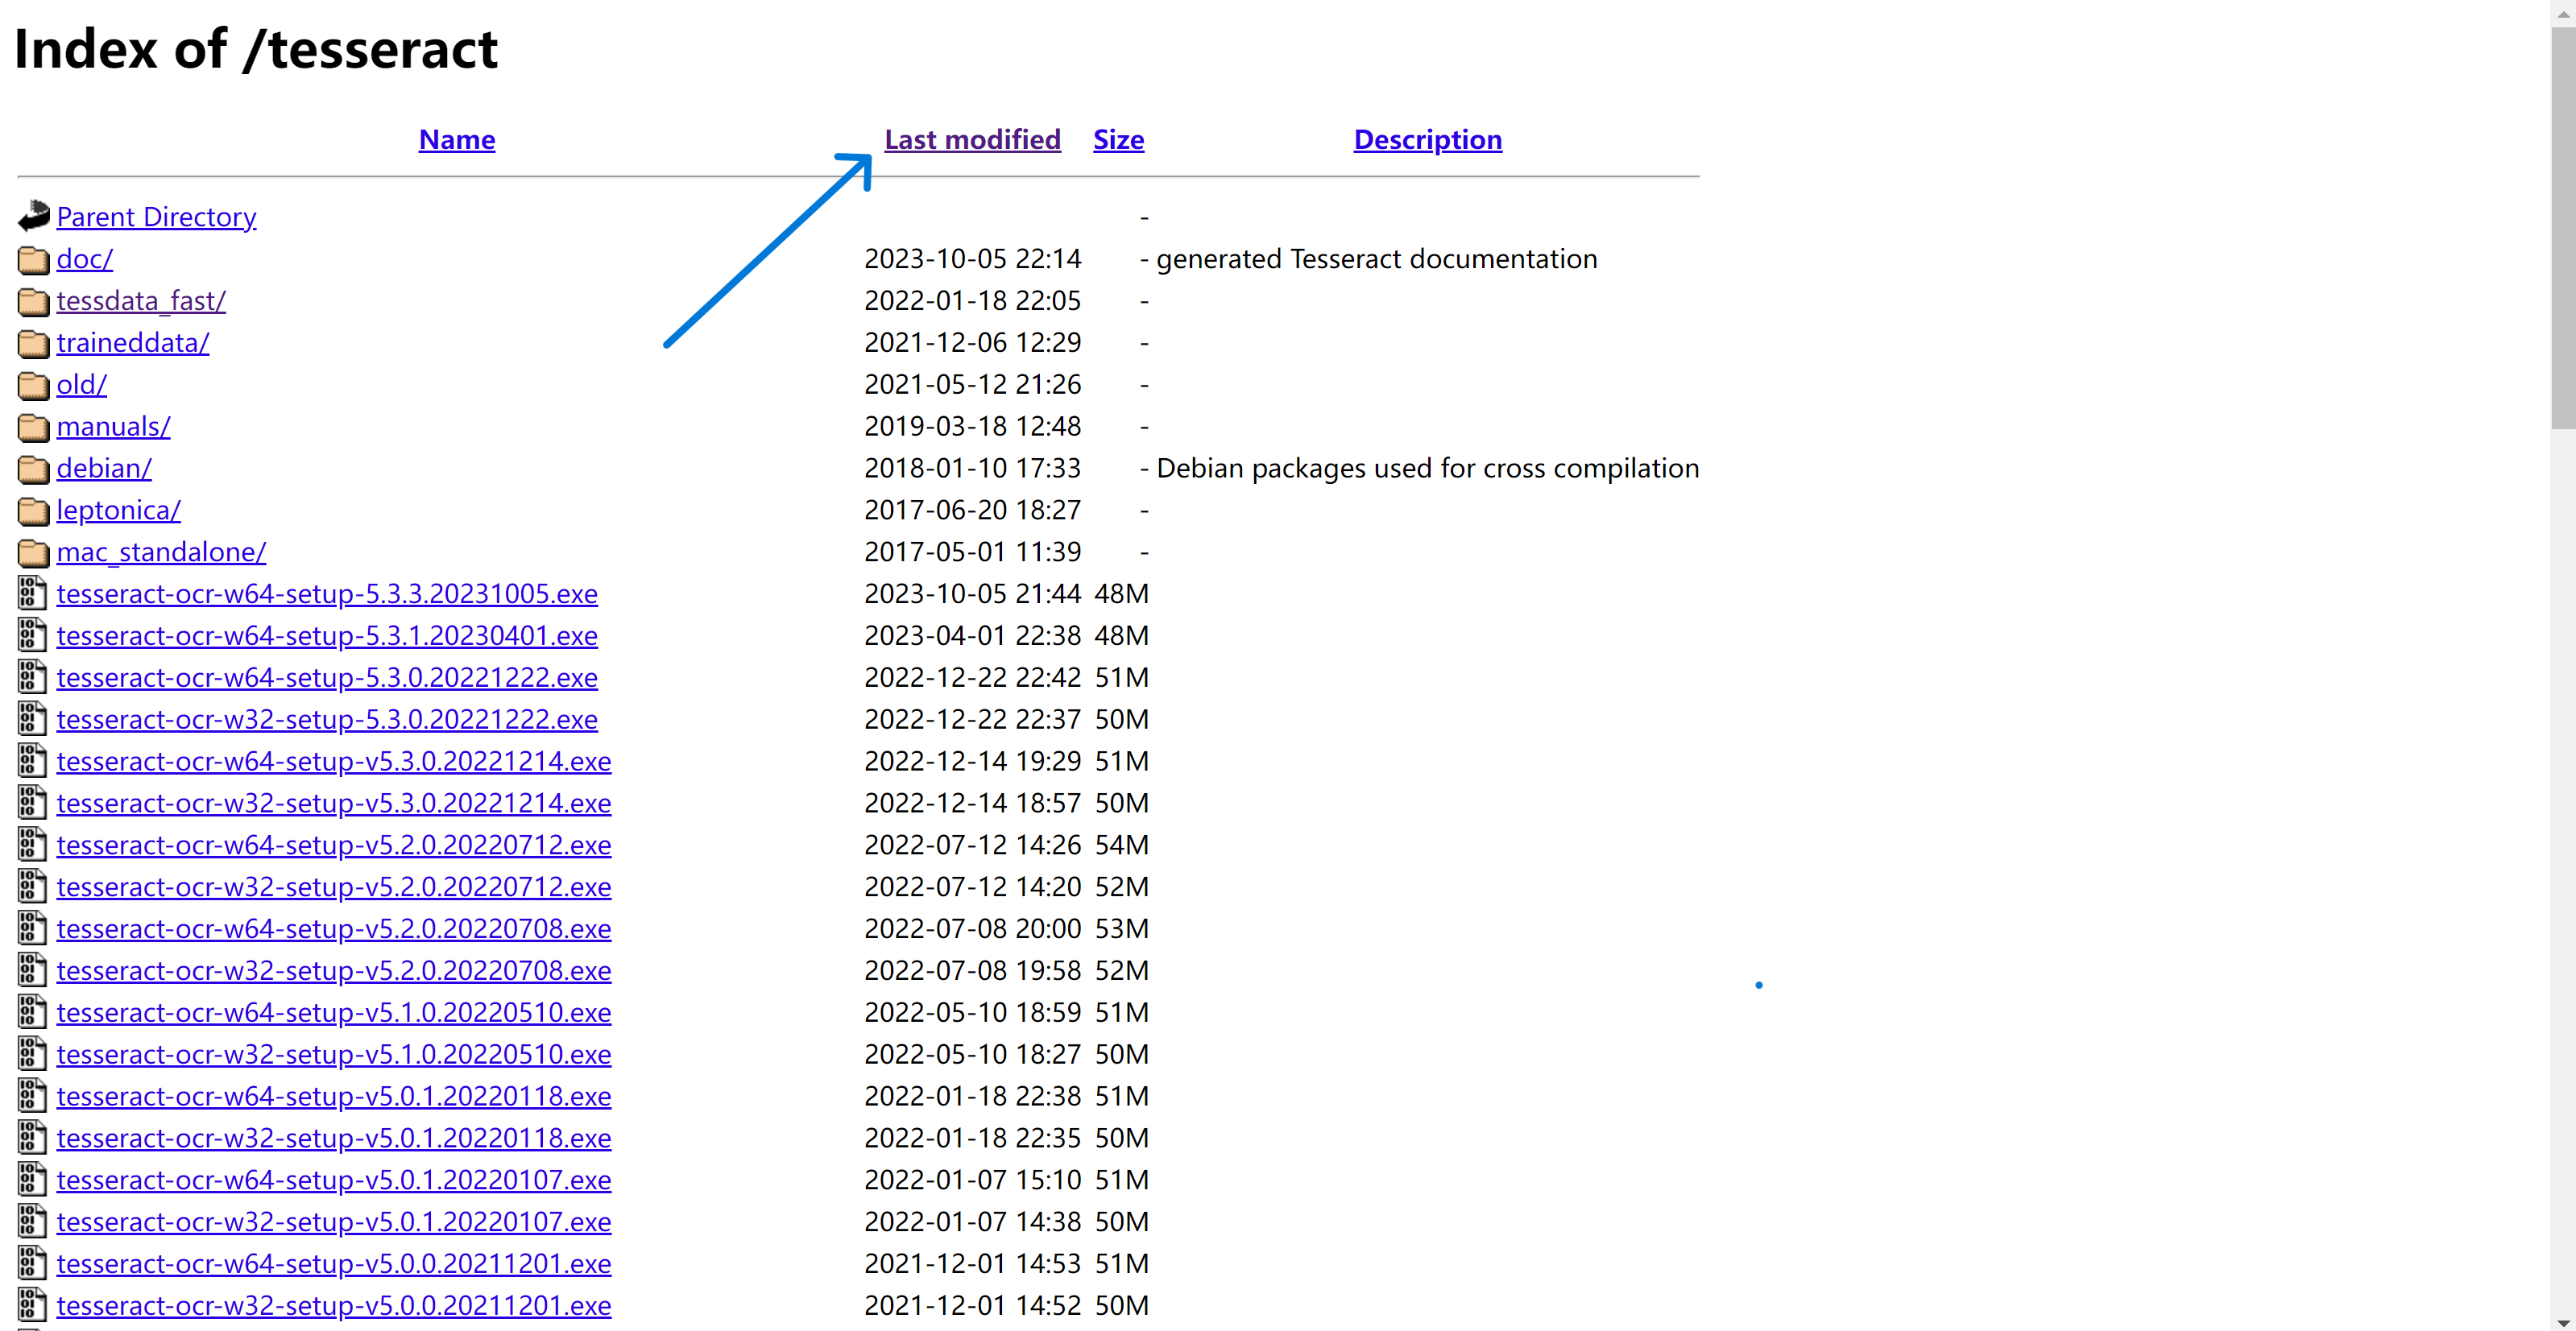 Index of /tesseract
Name Last modified Size Description
Parent Directory -
doc/ 2023-10-05 22:14 - generated Tesseract documentation
tessdata_fast/ 2022-01-18 22:05 -
traineddata/ 2021-12-06 12:29 -
old/ 2021-05-12 21:26 -
manuals/ 2019-03-18 12:48 -
debian/ 2018-01-10 17:33 - Debian packages used for cross compilation
leptonica/ 2017-06-20 18:27 -
mac_standalone/ 2017-05-01 11:39 -
tesseract-ocr-w64-setup-5.3.3.20231005.exe 2023-10-05 21:44 48M
tesseract-ocr-w64-setup-5.3.1.20230401.exe 2023-04-01 22:38 48M
tesseract-ocr-w64-setup-5.3.0.20221222.exe 2022-12-22 22:42 51M
tesseract-ocr-w32-setup-5.3.0.20221222.exe 2022-12-22 22:37 50M
tesseract-ocr-w64-setup-v5.3.0.20221214.exe 2022-12-14 19:29 51M
tesseract-ocr-w32-setup-v5.3.0.20221214.exe 2022-12-14 18:57 50M
tesseract-ocr-w64-setup-v5.2.0.20220712.exe 2022-07-12 14:26 54M
tesseract-ocr-w32-setup-v5.2.0.20220712.exe 2022-07-12 14:20 52M
tesseract-ocr-w64-setup-v5.2.0.20220708.exe 2022-07-08 20:00 53M
tesseract-ocr-w32-setup-v5.2.0.20220708.exe 2022-07-08 19:58 52M
tesseract-ocr-w64-setup-v5.1.0.20220510.exe 2022-05-10 18:59 51M
tesseract-ocr-w32-setup-v5.1.0.20220510.exe 2022-05-10 18:27 50M
tesseract-ocr-w64-setup-v5.0.1.20220118.exe 2022-01-18 22:38 51M
tesseract-ocr-w32-setup-v5.0.1.20220118.exe 2022-01-18 22:35 50M
tesseract-ocr-w64-setup-v5.0.1.20220107.exe 2022-01-07 15:10 51M
tesseract-ocr-w32-setup-v5.0.1.20220107.exe 2022-01-07 14:38 50M
tesseract-ocr-w64-setup-v5.0.0.20211201.exe 2021-12-01 14:53 51M
tesseract-ocr-w32-setup-v5.0.0.20211201.exe 2021-12-01 14:52 50M